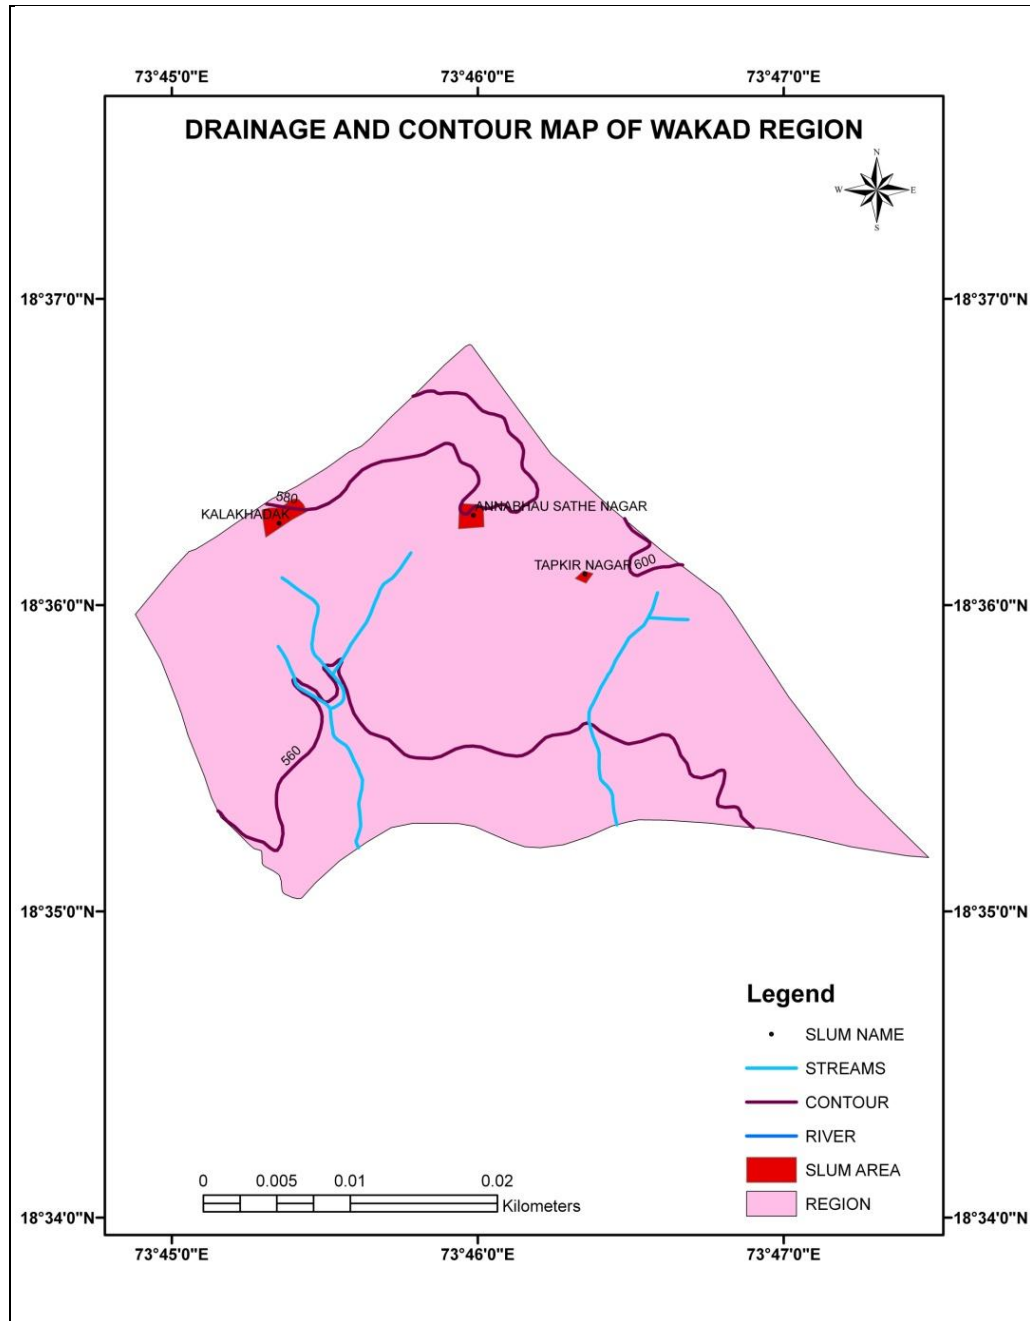 73°45'0"E 73°46'0"E 73°47'0"E
DRAINAGE AND CONTOUR MAP OF WAKAD REGION
N
W E
S
18°37'0"N 18°37'0"N
580
KALAKHADAK ANNABHAU SATHE NAGAR
TAPKIR NAGAR 600
18°36'0"N 18°36'0"N
560
18°35'0"N 18°35'0"N
Legend
SLUM NAME
STREAMS
CONTOUR
RIVER
SLUM AREA
REGION
0 0.005 0.01 0.02
Kilometers
18°34'0"N 18°34'0"N
73°45'0"E 73°46'0"E 73°47'0"E